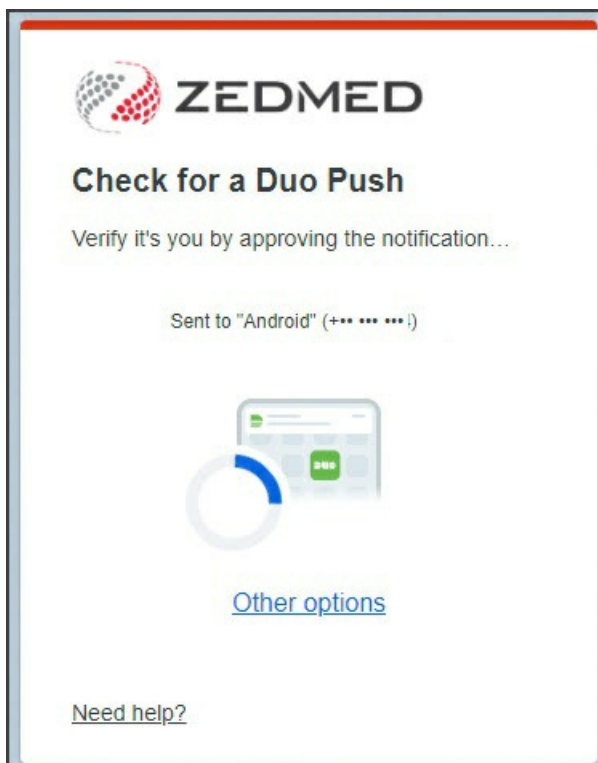 ZEDMED
Check for a Duo Push
Verify it's you by approving the notification…
Sent to "Android" (+•• ••• •••)
DUO
Other options
Need help?